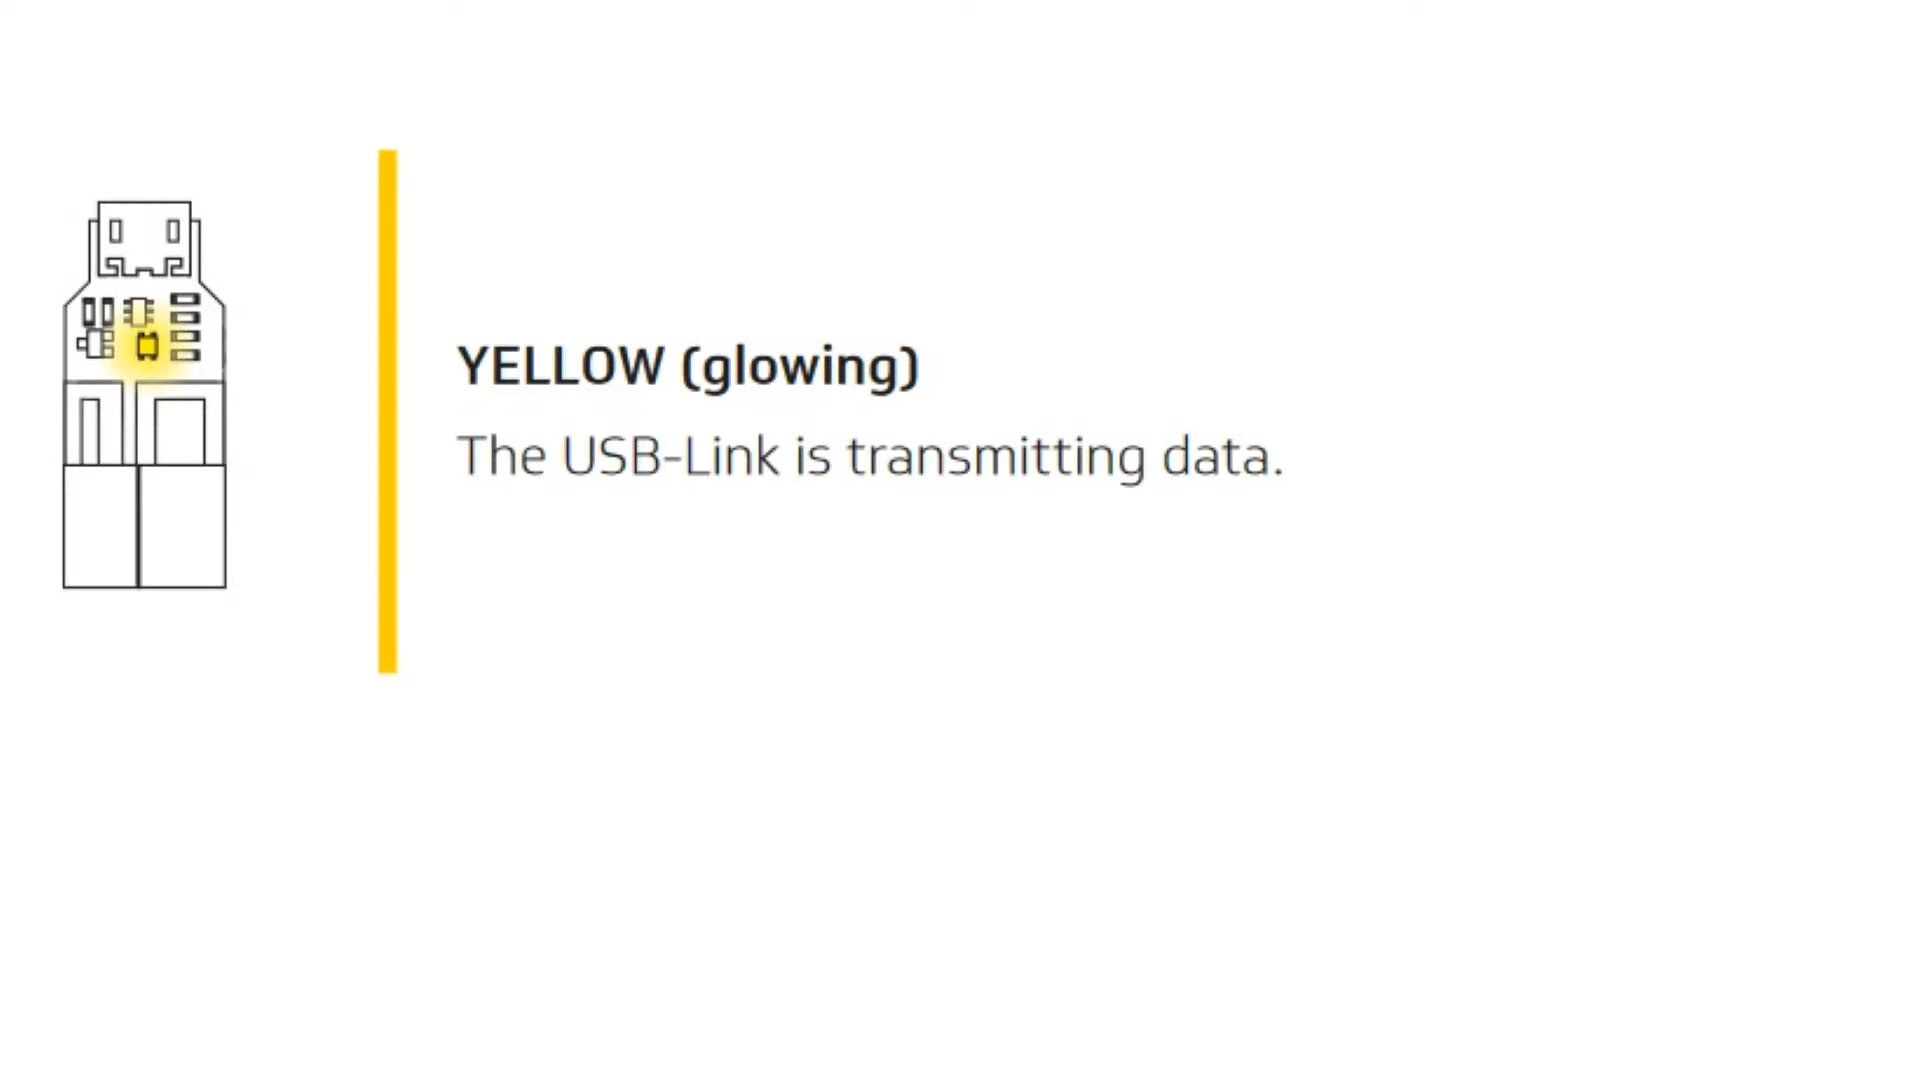 YELLOW (glowing)
The USB-Link is transmitting data.